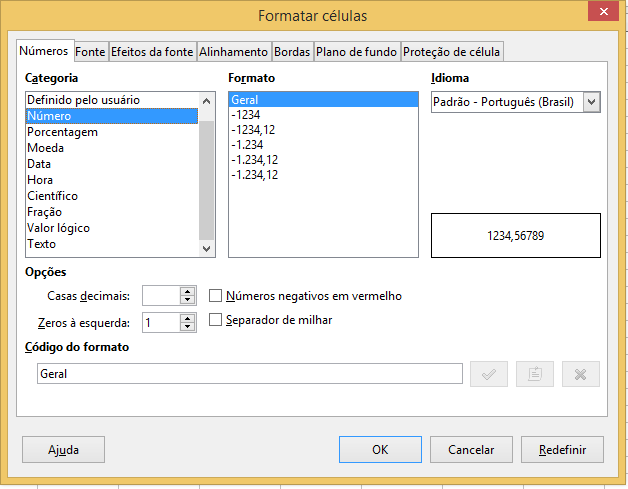 Formatar células
Números Fonte Efeitos da fonte Alinhamento Bordas Plano de fundo Proteção de célula
Categoria
Definido pelo usuário
Número
Porcentagem
Moeda
Data
Hora
Científico
Fração
Valor lógico
Texto
Formato
Geral
-1234
-1234,12
-1.234
-1.234,12
-1.234,12
Idioma
Padrão - Português (Brasil)
1234,56789
Opções
Casas decimais:
Números negativos em vermelho
Zeros à esquerda: 1
Separador de milhar
Código do formato
Geral
Ajuda OK Cancelar Redefinir